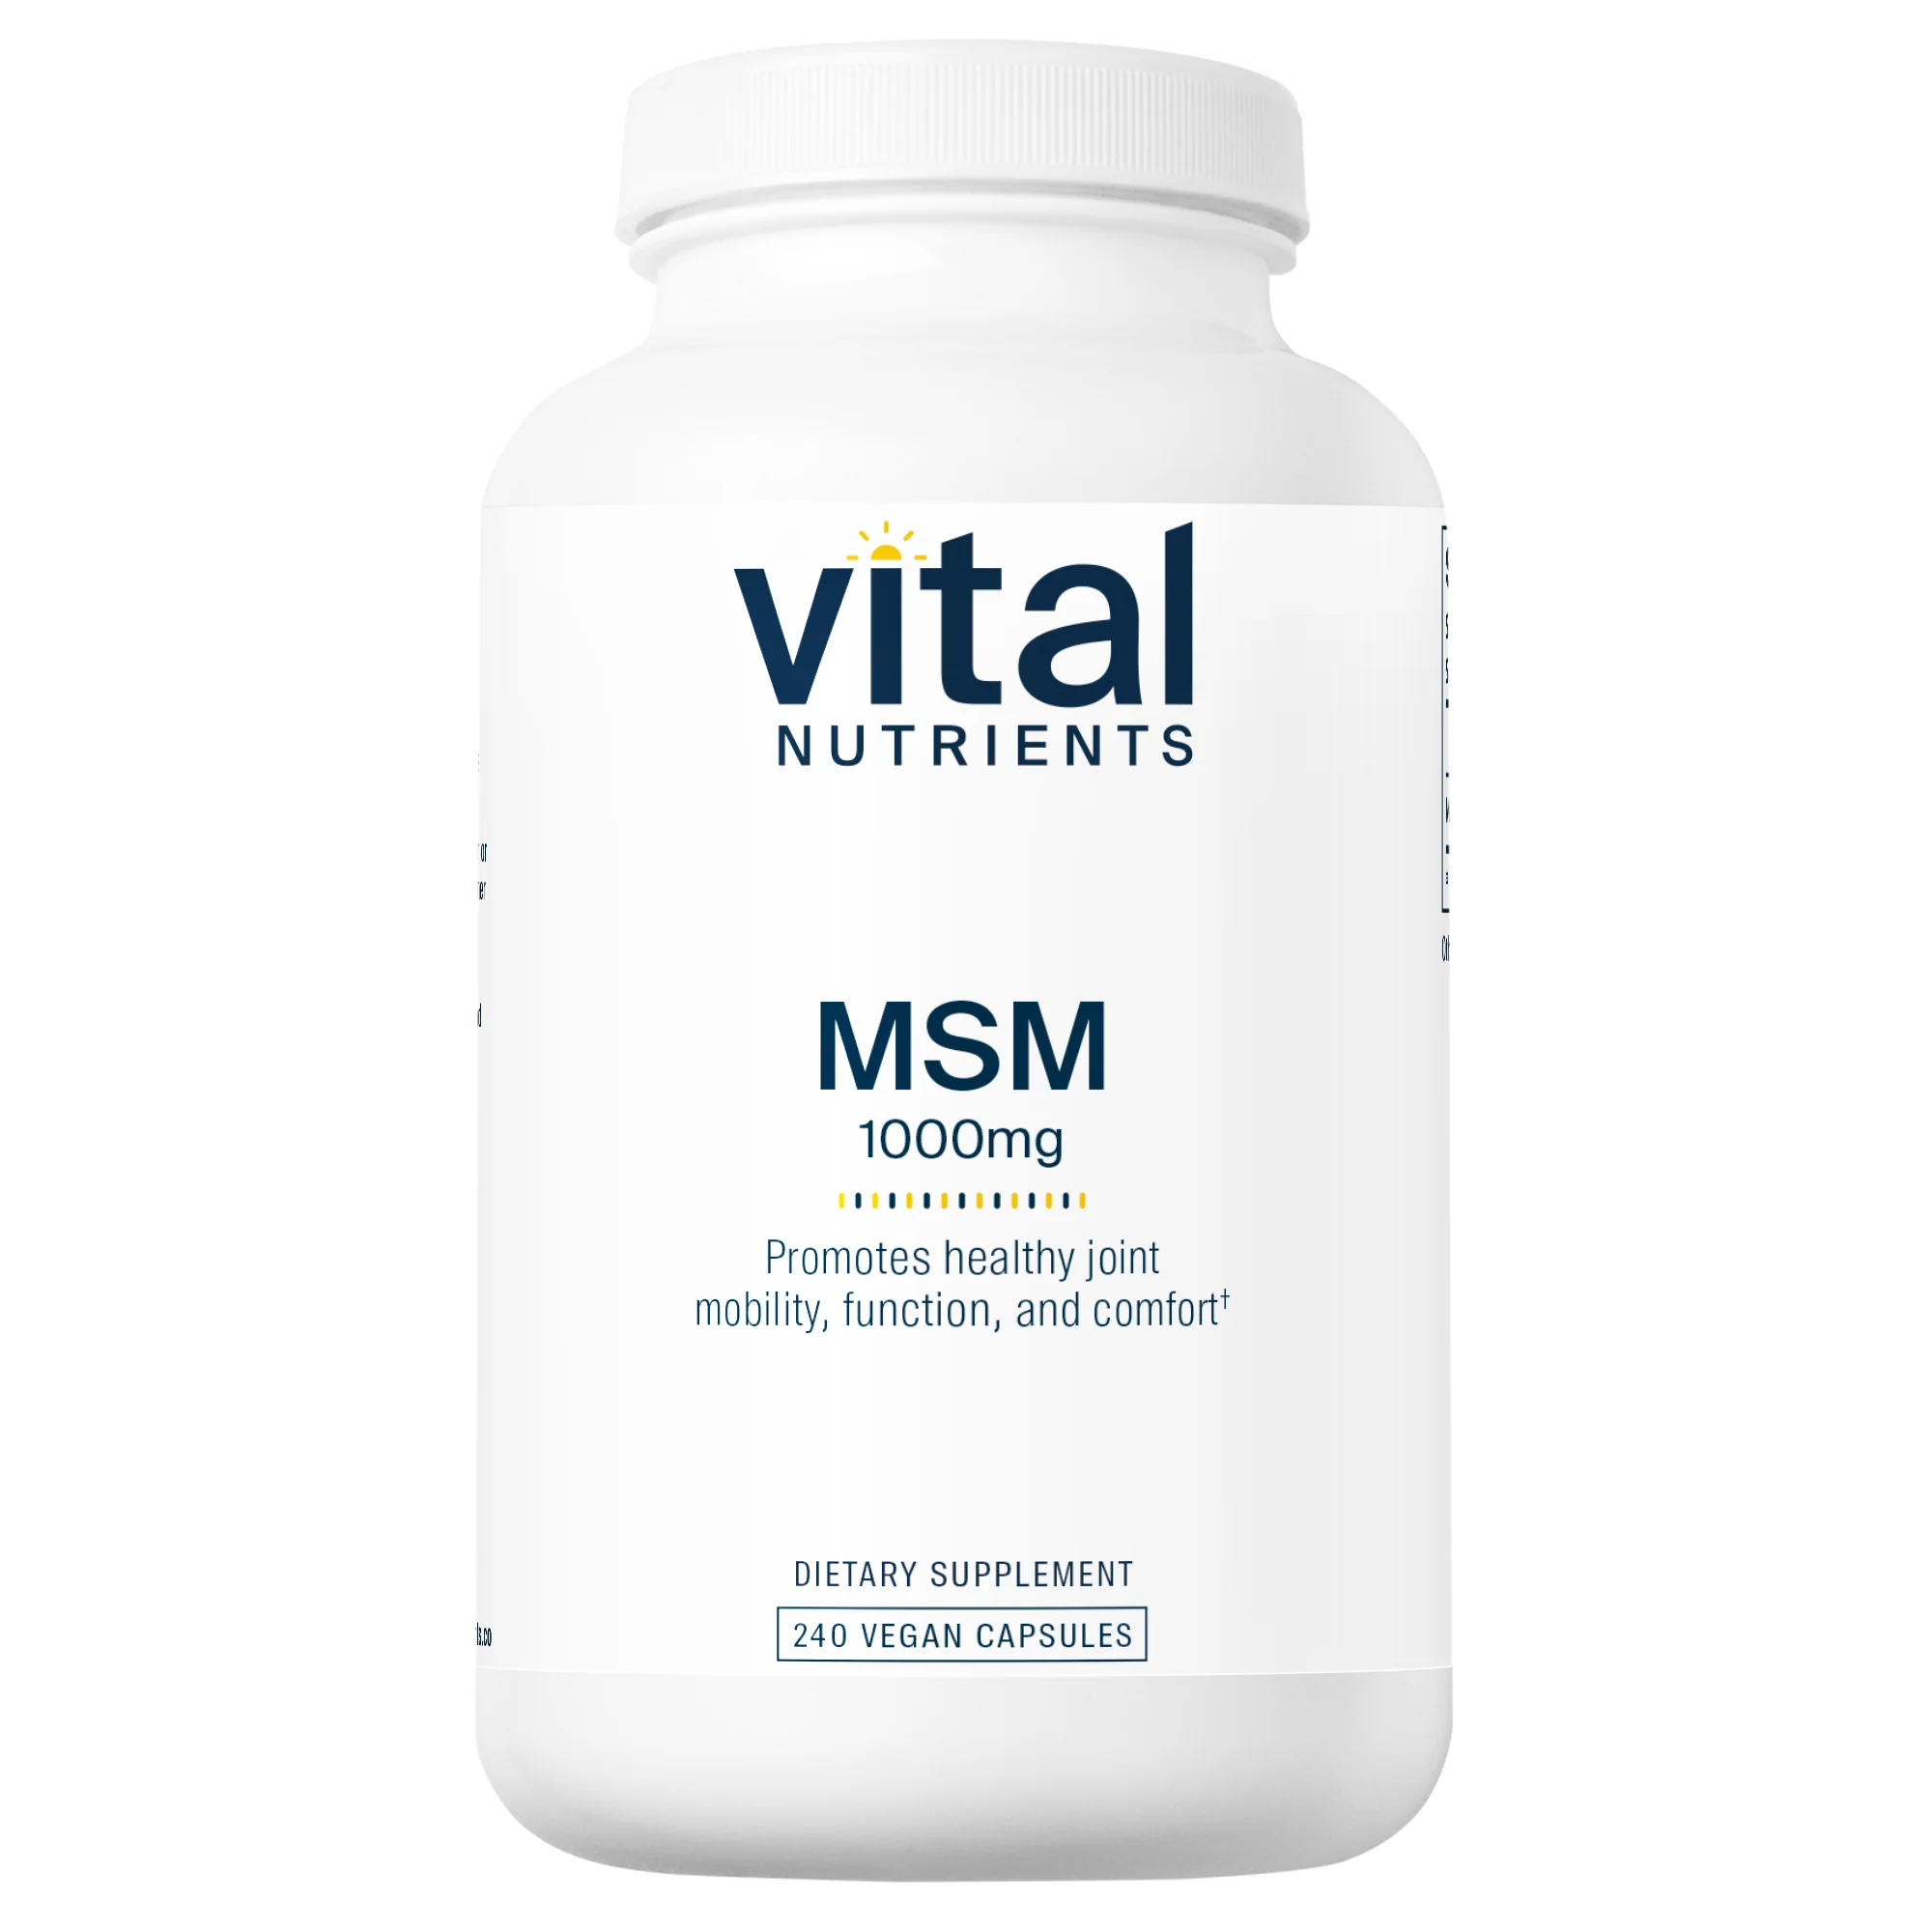 vital
NUTRIENTS
MSM
1000mg
Promotes healthy joint
mobility, function, and comfort†
DIETARY SUPPLEMENT
240 VEGAN CAPSULES